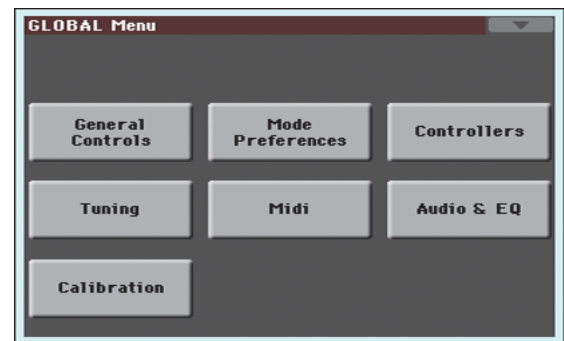 GLOBAL Menu
General
Controls
Mode
Preferences
Controllers
Tuning
Midi
Audio & EQ
Calibration